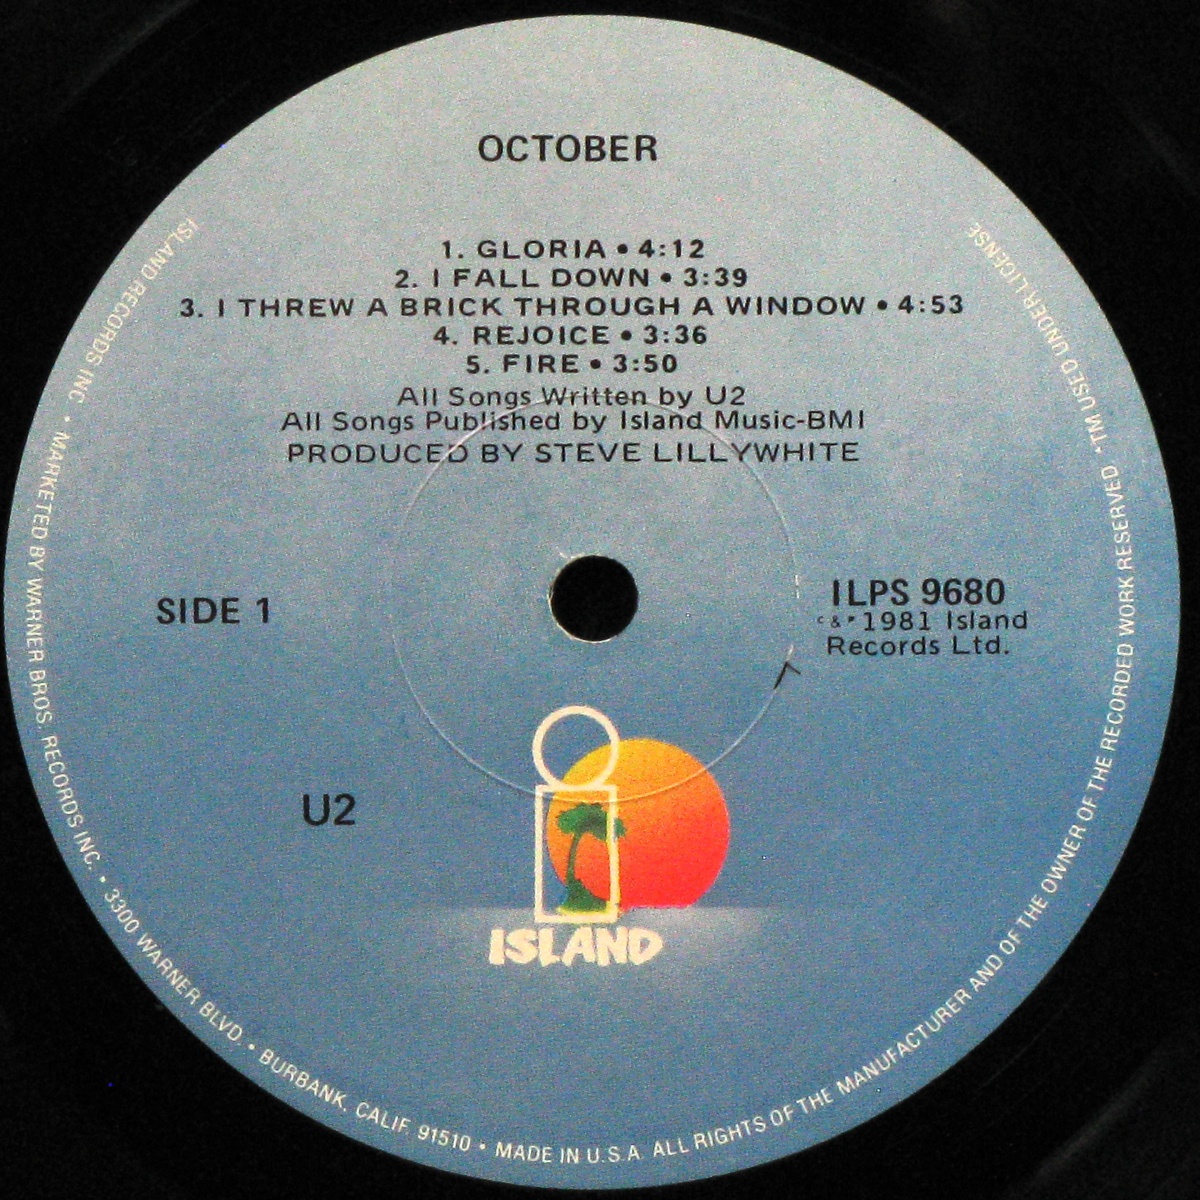 OCTOBER
1. GLORIA • 4:12
2. I FALL DOWN • 3:39
3. I THREW A BRICK THROUGH A WINDOW • 4:53
4. REJOICE • 3:36
5. FIRE • 3:50
All Songs Written by U2
All Songs Published by Island Music-BMI
PRODUCED BY STEVE LILLYWHITE
SIDE 1
ILPS 9680
C & P 1981 Island
Records Ltd.
U2
ISLAND
ISLAND RECORDS INC • MARKETED BY WARNER BROS. RECORDS INC. • 3300 WARNER BLVD. • BURBANK, CALIF. 91510 • MADE IN U.S.A. ALL RIGHTS OF THE MANUFACTURER AND OF THE OWNER OF THE RECORDED WORK RESERVED • TM USED UNDER LICENSE